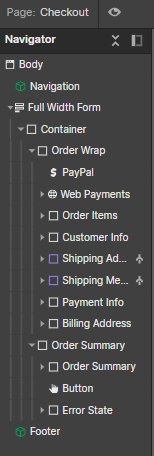 Page: Checkout
Navigator
Body
Navigation
Full Width Form
Container
Order Wrap
PayPal
Web Payments
Order Items
Customer Info
Shipping Ad...
Shipping Me...
Payment Info
Billing Address
Order Summary
Order Summary
Button
Error State
Footer